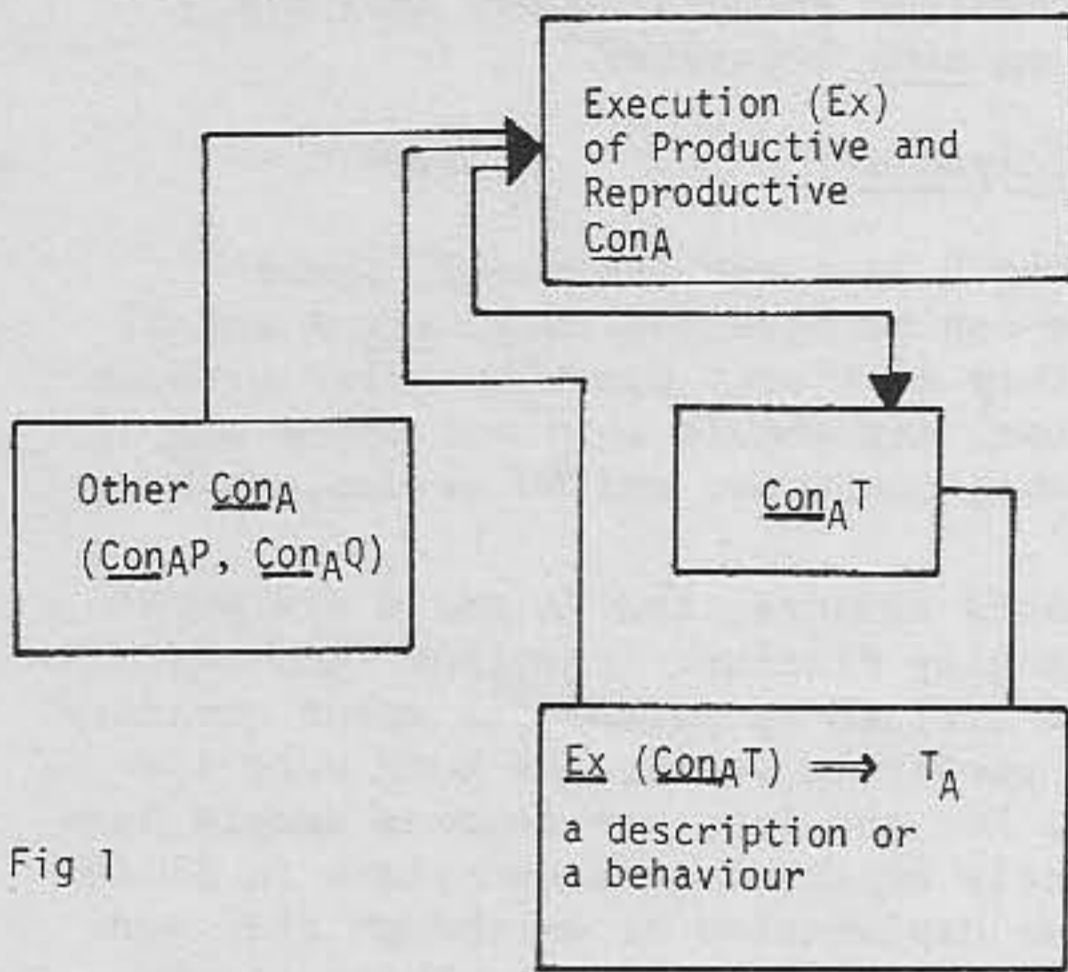 Execution (Ex)
of Productive and
Reproductive
ConA
Other ConA
(ConAP, ConAQ)
ConAT
Ex (ConAT) ⟹ TA
a description or
a behaviour
Fig 1